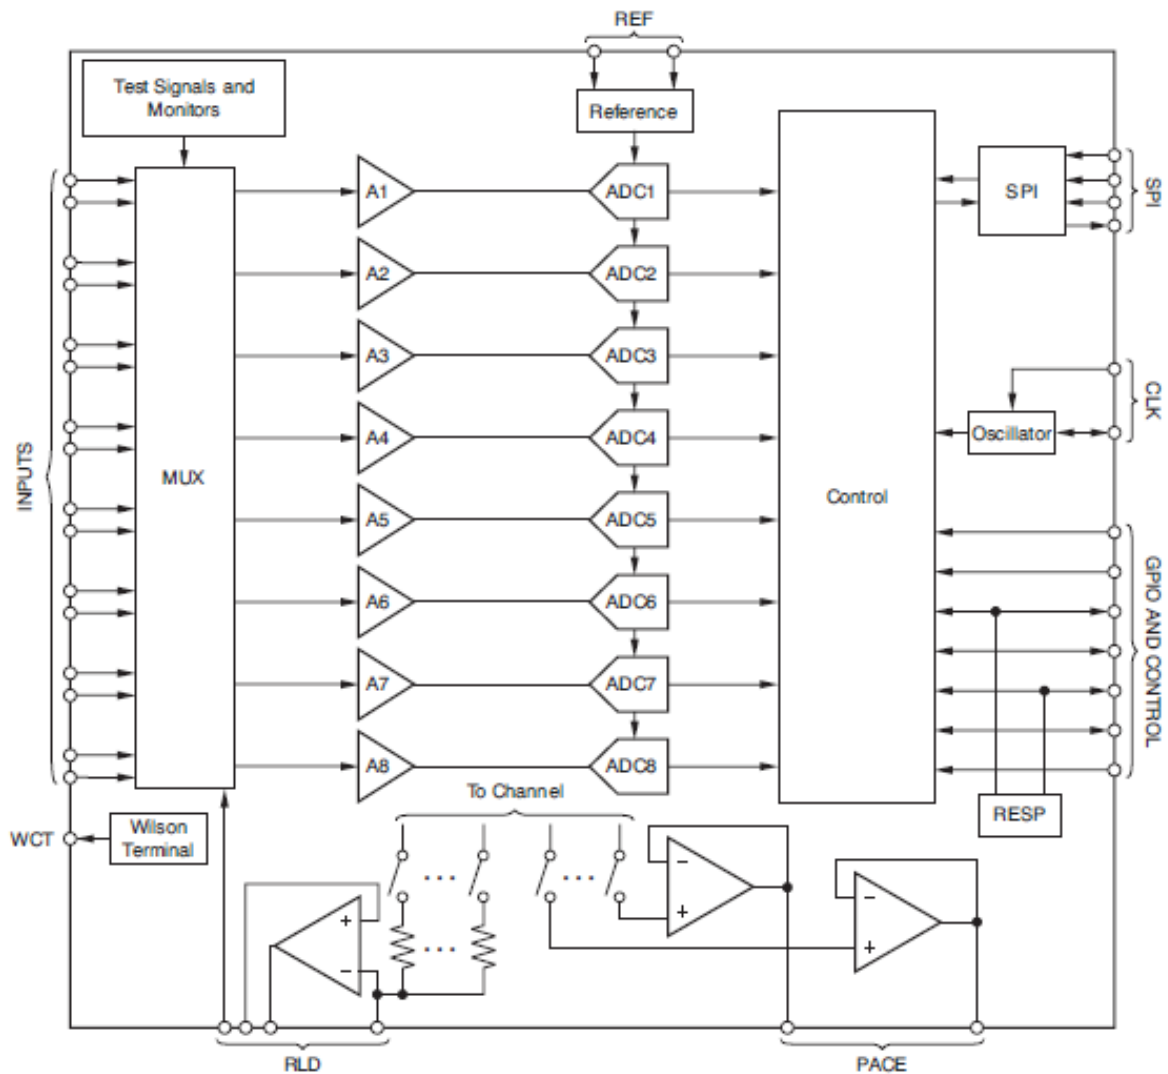 REF
Test Signals and
Monitors
Reference
A1
ADC1
SPI
SPI
A2
ADC2
A3
ADC3
CLK
A4
ADC4
Oscillator
INPUTS
MUX
Control
A5
ADC5
A6
ADC6
GPIO AND CONTROL
A7
ADC7
A8
ADC8
To Channel
RESP
WCT
Wilson
Terminal
−
+
−
+
−
+
−
+
RLD
PACE